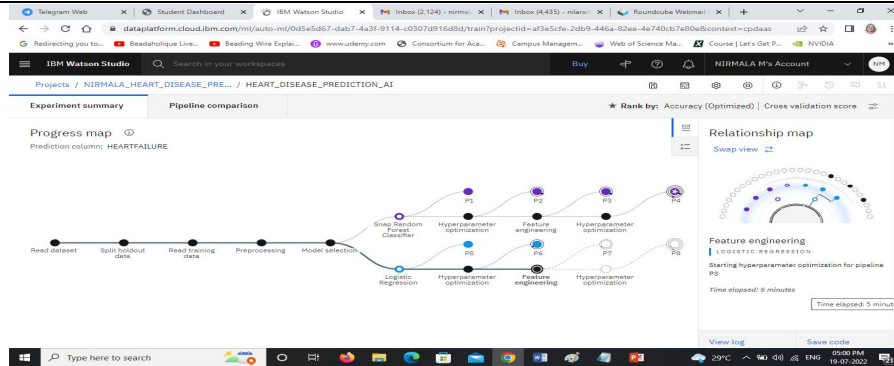 Telegram Web
Student Dashboard
IBM Watson Studio
Inbox (2,124) - nirmal
Inbox (4,435) - nilaren
Roundcube Webmail
dataplatform.cloud.ibm.com/ml/auto-ml/0d5e5d67-dab7-4a3f-9114-c0307d916d8d/train?projectid=af3e5cfe-2db9-446a-82ee-4e740cb7e80e&context=cpdaas
Redirecting you to...
Beadaholique Live...
Beading Wire Explai...
www.udemy.com
Consortium for Aca...
Campus Managem...
Web of Science Ma...
Course | Let's Get P...
NVIDIA
IBM Watson Studio
Search in your workspaces
Buy
NIRMALA M's Account
NM
Projects / NIRMALA_HEART_DISEASE_PRE... / HEART_DISEASE_PREDICTION_AI
Experiment summary
Pipeline comparison
★ Rank by: Accuracy (Optimized) | Cross validation score
Progress map
Prediction column: HEARTFAILURE
P1
P2
P3
P4
Snap Random
Forest
Classifier
Hyperparameter
optimization
Feature
engineering
Hyperparameter
optimization
Read dataset
Split holdout
data
Read training
data
Preprocessing
Model selection
P5
P6
P7
P8
Logistic
Regression
Hyperparameter
optimization
Feature
engineering
Hyperparameter
optimization
Relationship map
Swap view
Feature engineering
LOGISTIC REGRESSION
Starting hyperparameter optimization for pipeline
P3
Time elapsed: 5 minutes
Time elapsed: 5 minut
View log
Save code
Type here to search
29°C
ENG
05:00 PM
19-07-2022